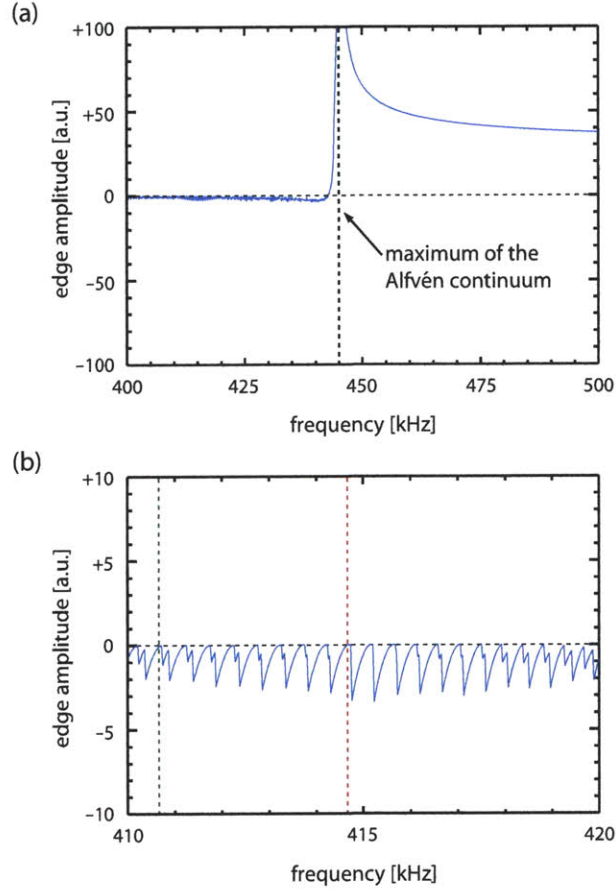 (a)
+100
+50
0
−50
−100
edge amplitude [a.u.]
maximum of the
Alfvén continuum
400
425
450
475
500
frequency [kHz]
(b)
+10
+5
0
−5
−10
edge amplitude [a.u.]
410
415
420
frequency [kHz]